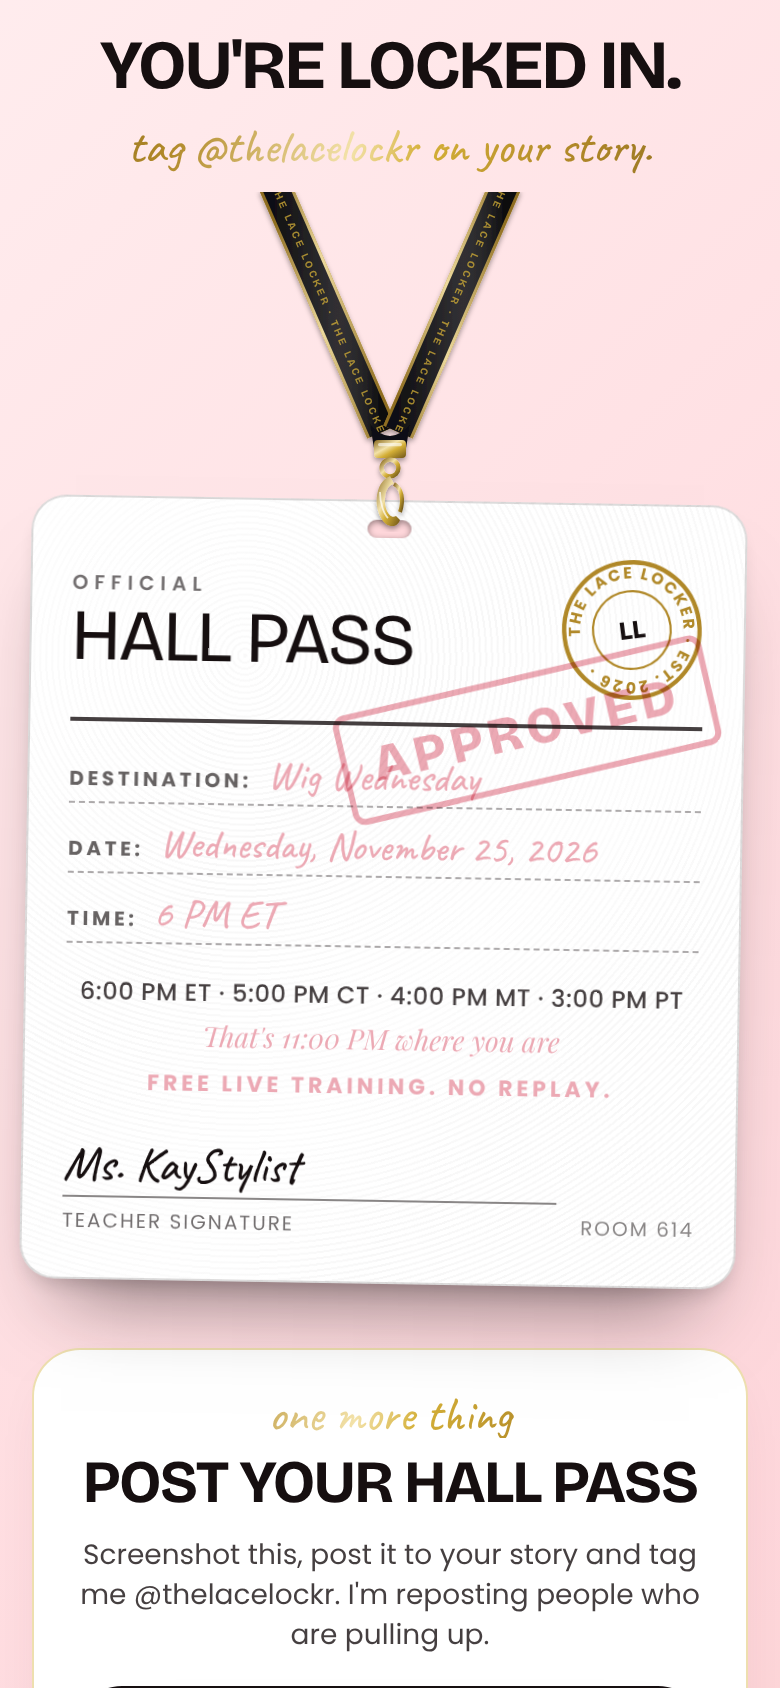 YOU'RE LOCKED IN.
tag @thelacelockr on your story.
THE LACE LOCKER · THE LACE LOCKE
THE LACE LOCKER · THE LACE LOCKE
OFFICIAL
HALL PASS
THE LACE LOCKER · EST. 2026 ·
LL
APPROVED
DESTINATION: Wig Wednesday
DATE: Wednesday, November 25, 2026
TIME: 6 PM ET
6:00 PM ET · 5:00 PM CT · 4:00 PM MT · 3:00 PM PT
That's 11:00 PM where you are
FREE LIVE TRAINING. NO REPLAY.
Ms. KayStylist
TEACHER SIGNATURE
ROOM 614
one more thing
POST YOUR HALL PASS
Screenshot this, post it to your story and tag
me @thelacelockr. I'm reposting people who
are pulling up.